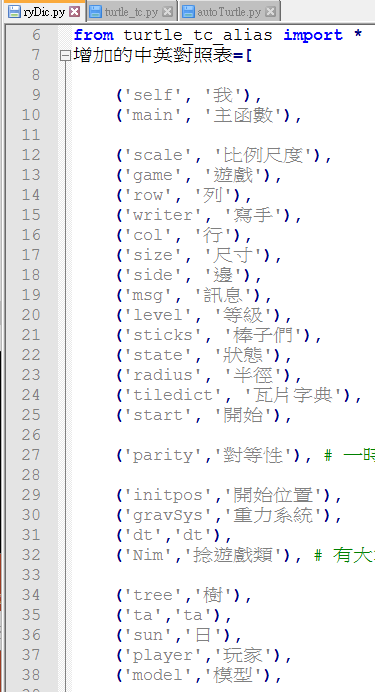 ryDic.py turtle_tc.py autoTurtle.py
6 from turtle_tc_alias import *
7 增加的中英對照表=[
8
9 ('self', '我'),
10 ('main', '主函數'),
11
12 ('scale', '比例尺度'),
13 ('game', '遊戲'),
14 ('row', '列'),
15 ('writer', '寫手'),
16 ('col', '行'),
17 ('size', '尺寸'),
18 ('side', '邊'),
19 ('msg', '訊息'),
20 ('level', '等級'),
21 ('sticks', '棒子們'),
22 ('state', '狀態'),
23 ('radius', '半徑'),
24 ('tiledict', '瓦片字典'),
25 ('start', '開始'),
26
27 ('parity','對等性'), # 一時
28
29 ('initpos','開始位置'),
30 ('gravSys','重力系統'),
31 ('dt','dt'),
32 ('Nim','捻遊戲類'), # 有大
33
34 ('tree','樹'),
35 ('ta','ta'),
36 ('sun','日'),
37 ('player','玩家'),
38 ('model','模型'),